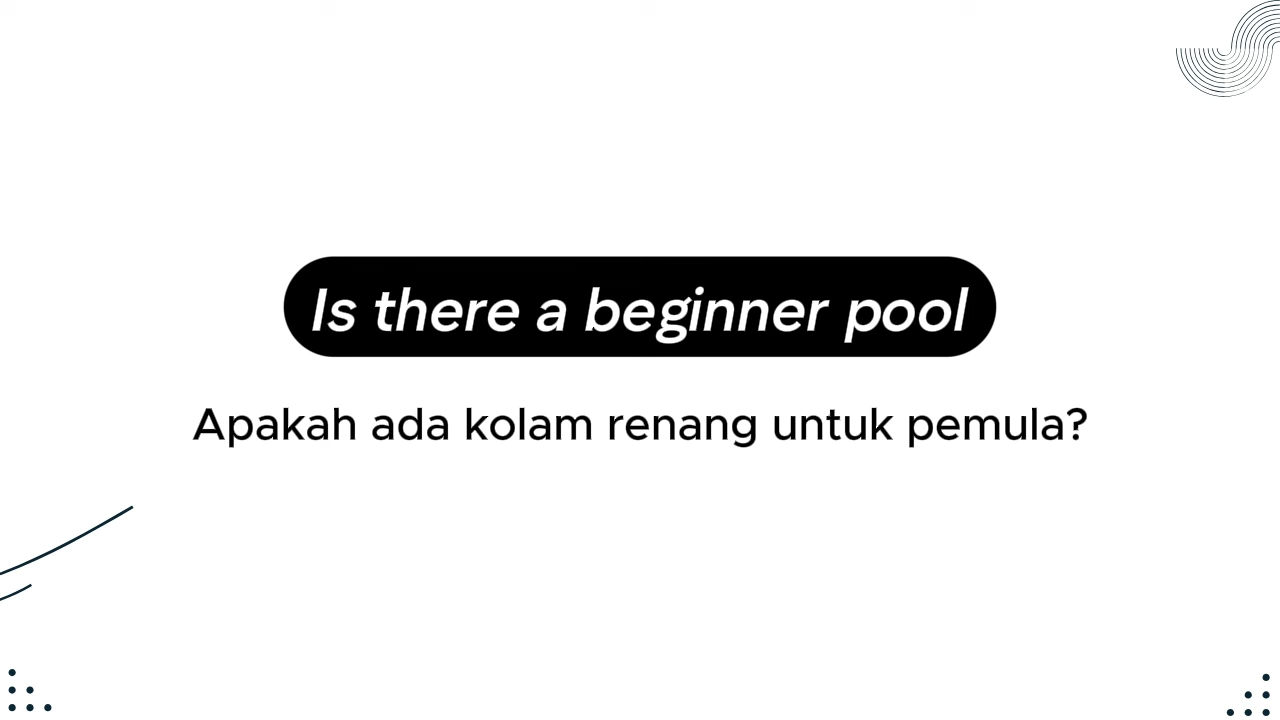 Is there a beginner pool
Apakah ada kolam renang untuk pemula?